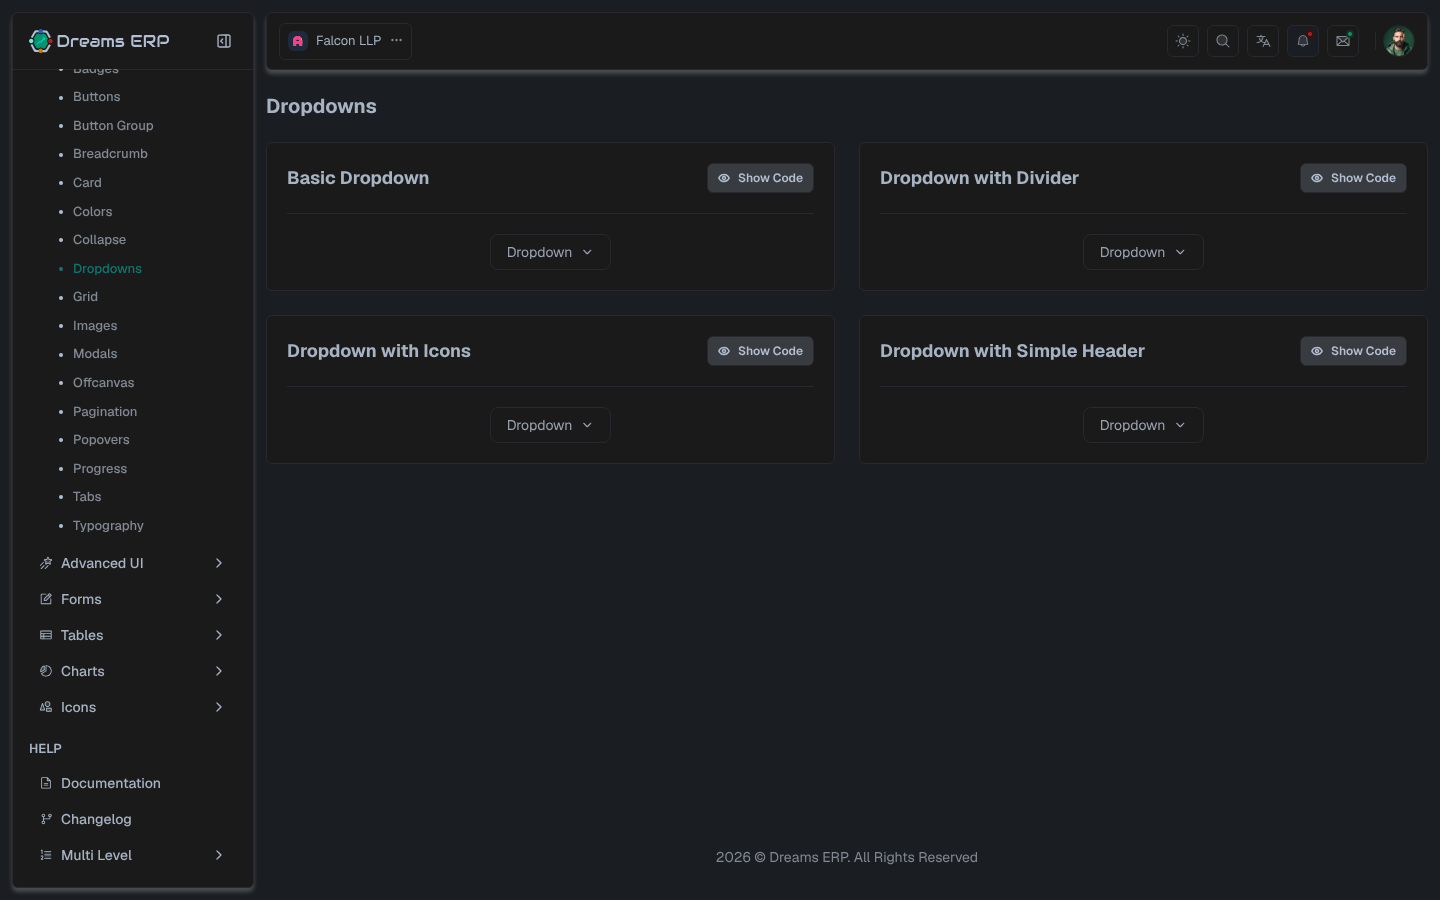 Dreams ERP
Badges
Buttons
Button Group
Breadcrumb
Card
Colors
Collapse
Dropdowns
Grid
Images
Modals
Offcanvas
Pagination
Popovers
Progress
Tabs
Typography
Advanced UI
Forms
Tables
Charts
Icons
HELP
Documentation
Changelog
Multi Level
Falcon LLP
Dropdowns
Basic Dropdown
Show Code
Dropdown
Dropdown with Divider
Show Code
Dropdown
Dropdown with Icons
Show Code
Dropdown
Dropdown with Simple Header
Show Code
Dropdown
2026 © Dreams ERP. All Rights Reserved